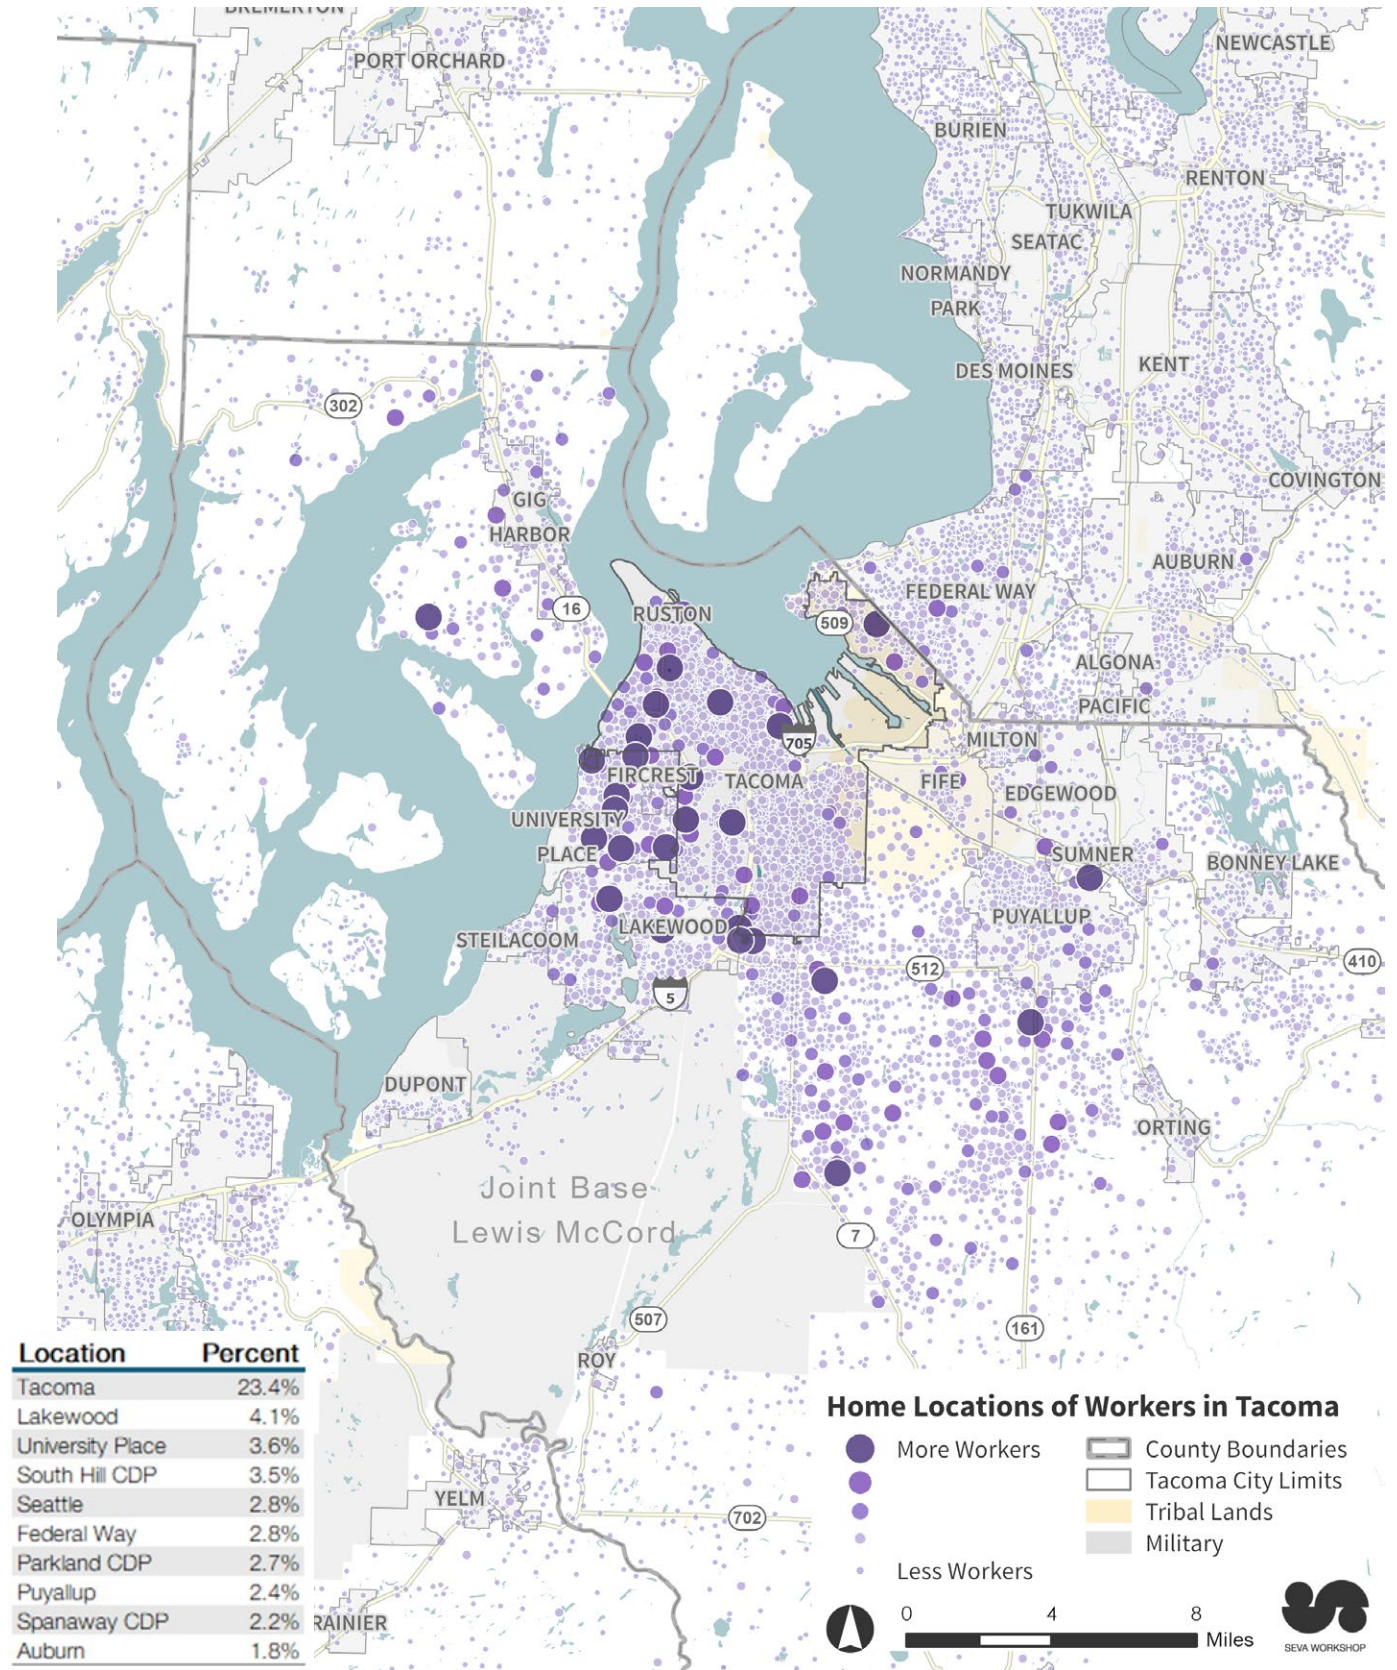 BREMERTON
PORT ORCHARD
NEWCASTLE
BURIEN
RENTON
TUKWILA
SEATAC
NORMANDY
PARK
DES MOINES
KENT
302
COVINGTON
GIG
HARBOR
AUBURN
FEDERAL WAY
16
RUSTON
509
ALGONA
PACIFIC
705
MILTON
FIRCREST
TACOMA
FIFE
EDGEWOOD
UNIVERSITY
PLACE
SUMNER
BONNEY LAKE
PUYALLUP
LAKEWOOD
STEILACOOM
512
410
5
DUPONT
ORTING
Joint Base
Lewis McCord
OLYMPIA
7
507
161
ROY
YELM
702
RAINIER
Location Percent
Tacoma 23.4%
Lakewood 4.1%
University Place 3.6%
South Hill CDP 3.5%
Seattle 2.8%
Federal Way 2.8%
Parkland CDP 2.7%
Puyallup 2.4%
Spanaway CDP 2.2%
Auburn 1.8%
Home Locations of Workers in Tacoma
More Workers
Less Workers
County Boundaries
Tacoma City Limits
Tribal Lands
Military
0 4 8
Miles
SEVA WORKSHOP